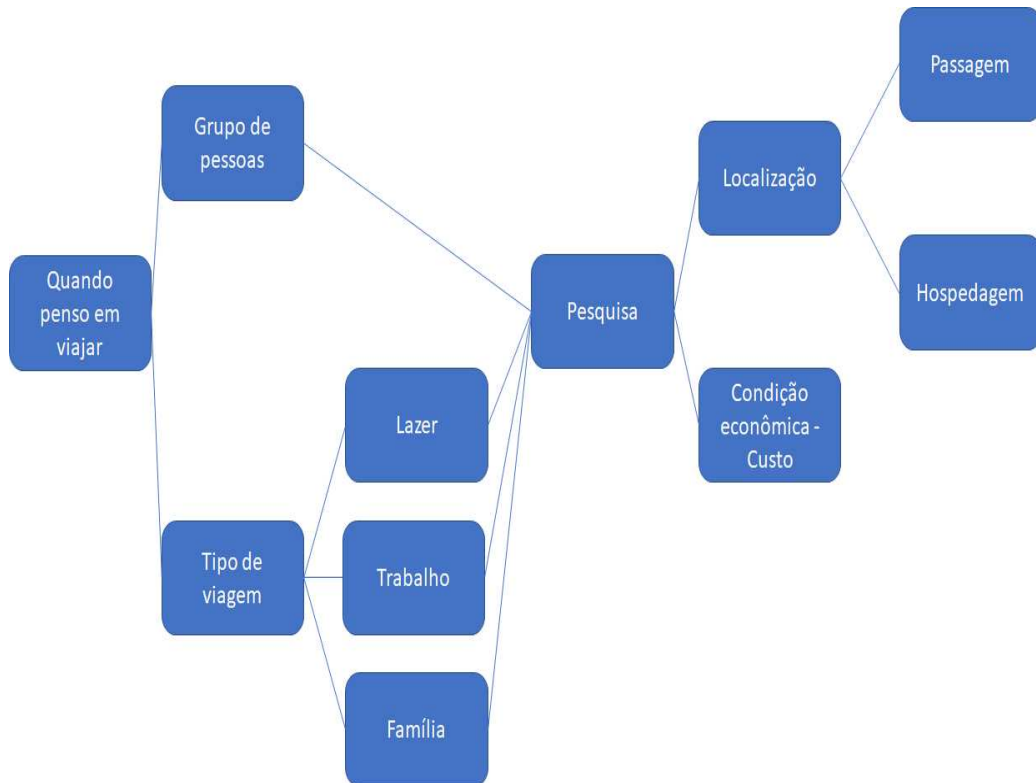 Quando
penso em
viajar
Grupo de
pessoas
Tipo de
viagem
Lazer
Trabalho
Família
Pesquisa
Localização
Condição
econômica -
Custo
Passagem
Hospedagem